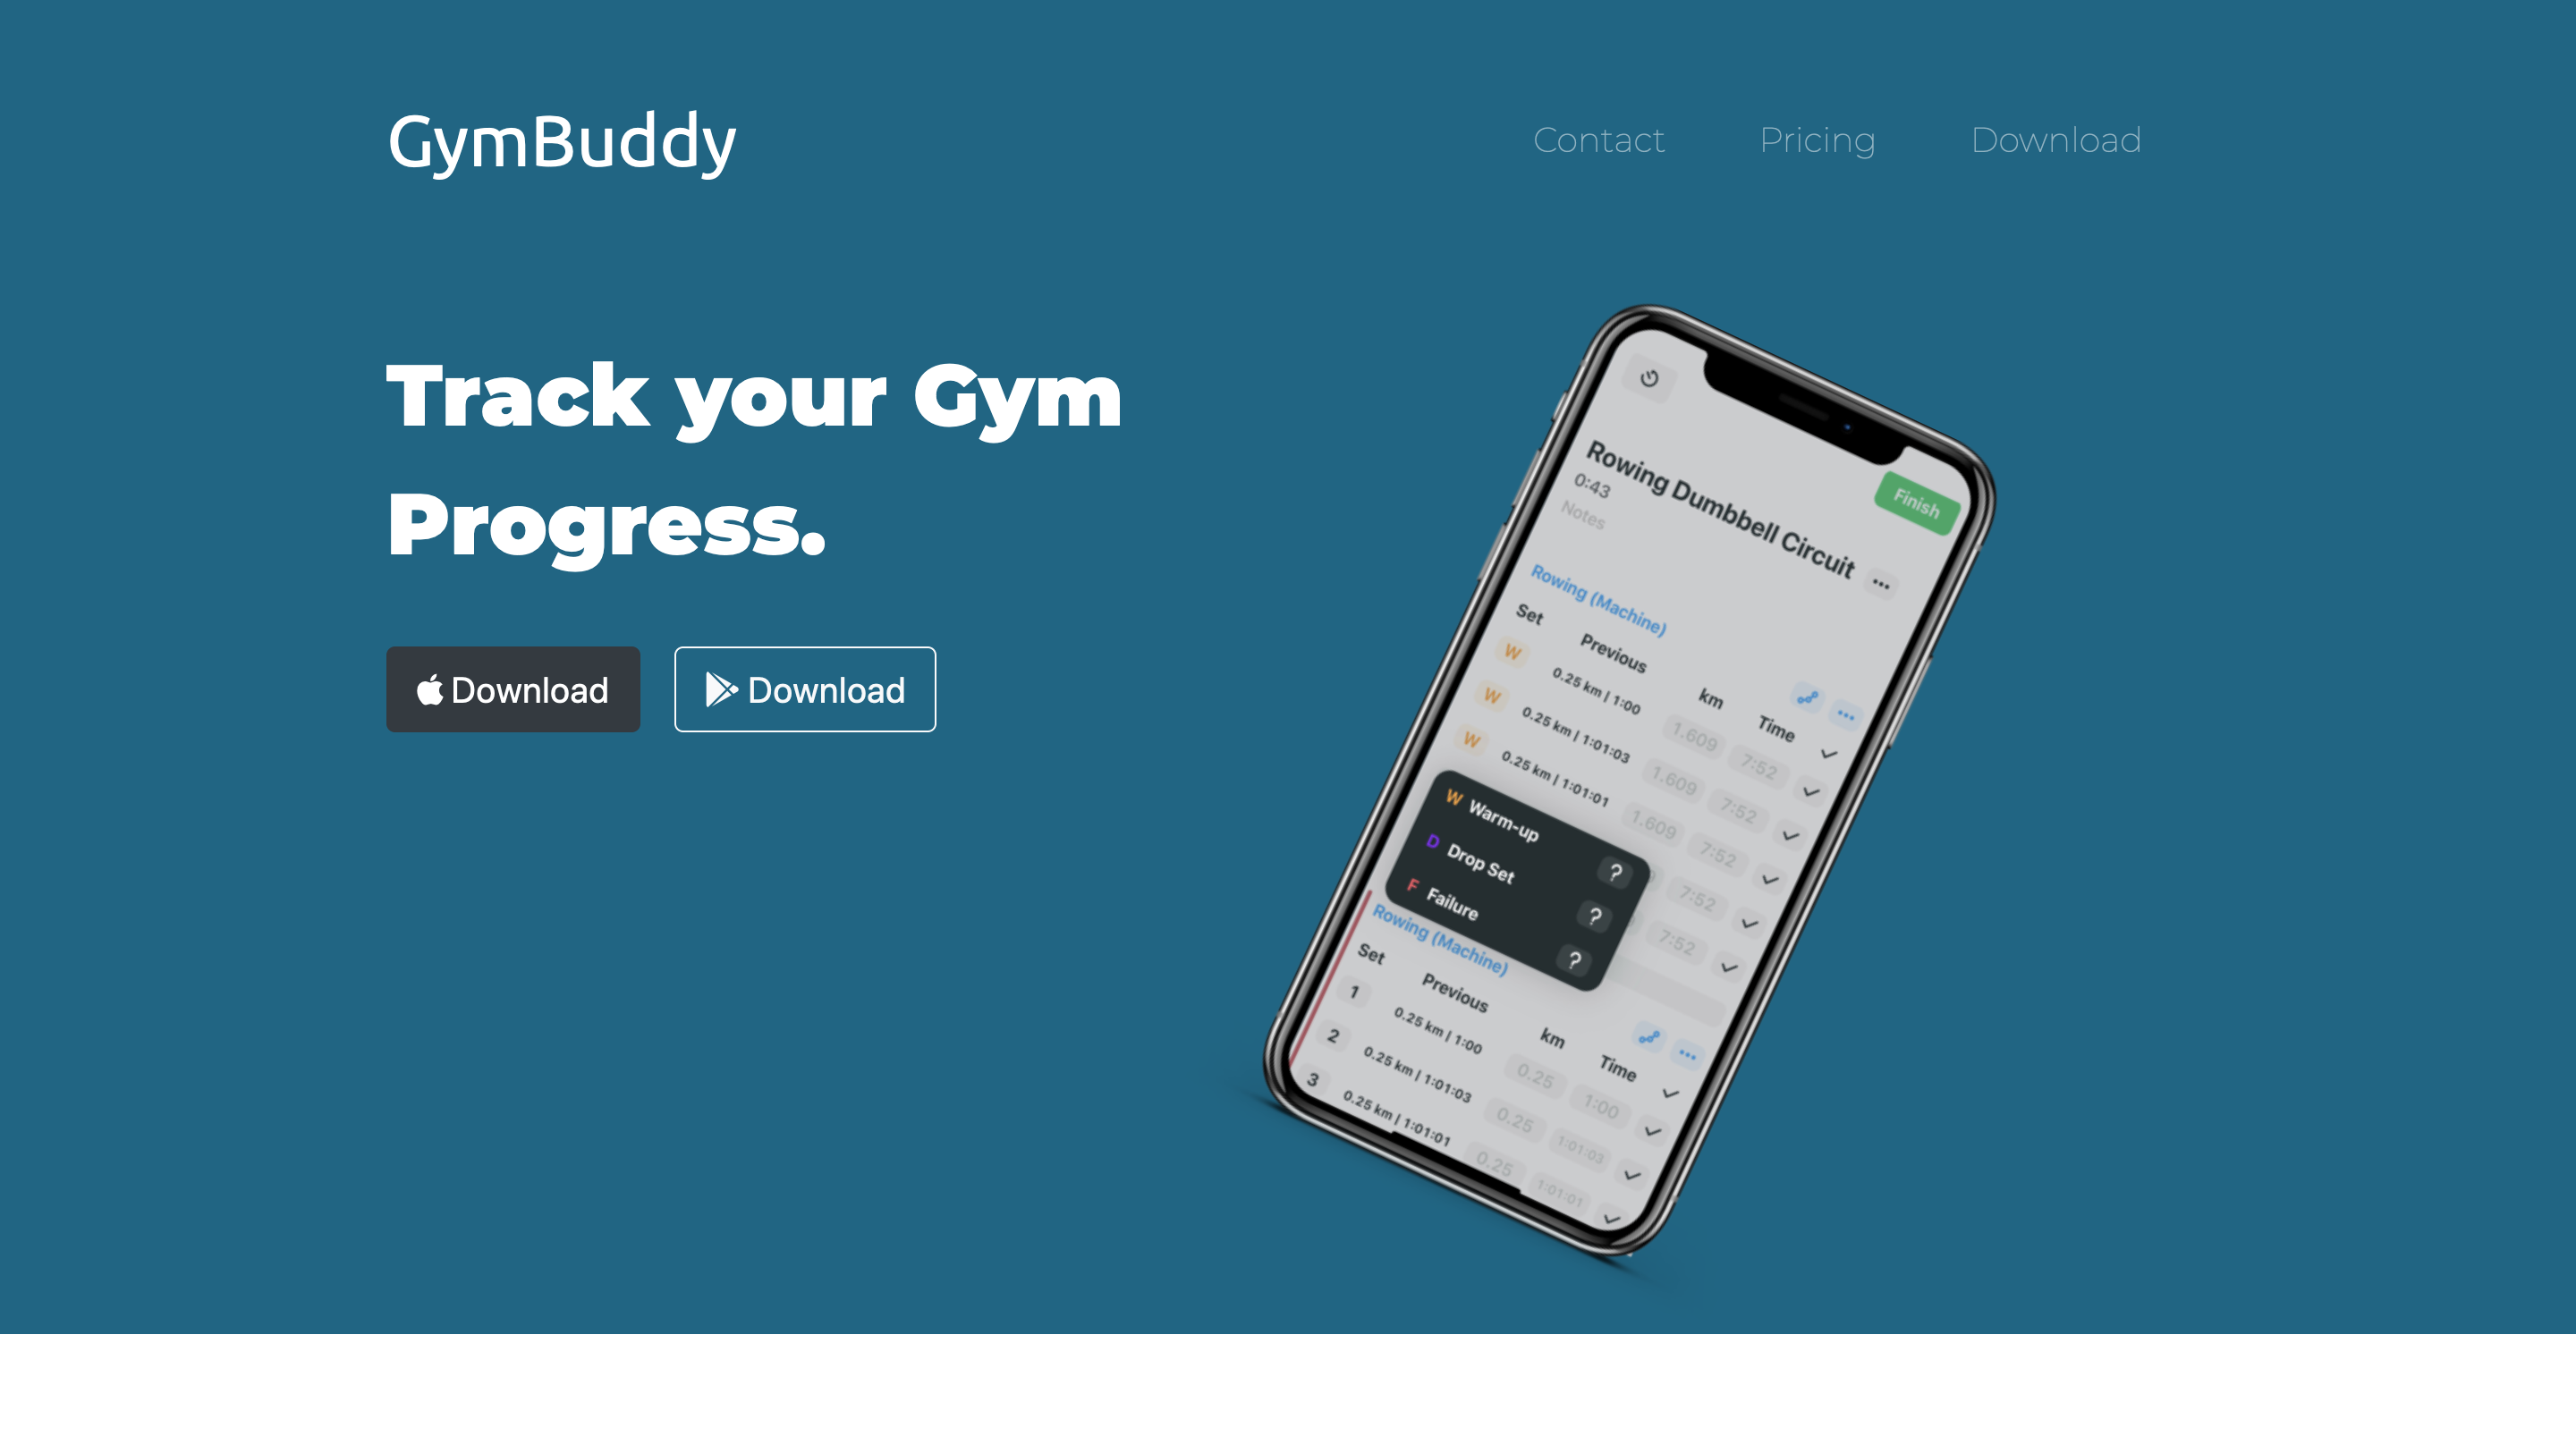 GymBuddy
Contact
Pricing
Download
Track your Gym
Progress.
Download
Download
Finish
Rowing Dumbbell Circuit
0:43
Notes
Rowing (Machine)
Set Previous km Time
W 0.25 km | 1:00 1.609 7:52
W 0.25 km | 1:01:03 1.609 7:52
W 0.25 km | 1:01:01 1.609 7:52
7:52
7:52
W Warm-up ?
D Drop Set ?
F Failure ?
Rowing (Machine)
Set Previous km Time
1 0.25 km | 1:00 0.25 1:00
2 0.25 km | 1:01:03 0.25 1:01:03
3 0.25 km | 1:01:01 0.25 1:01:01